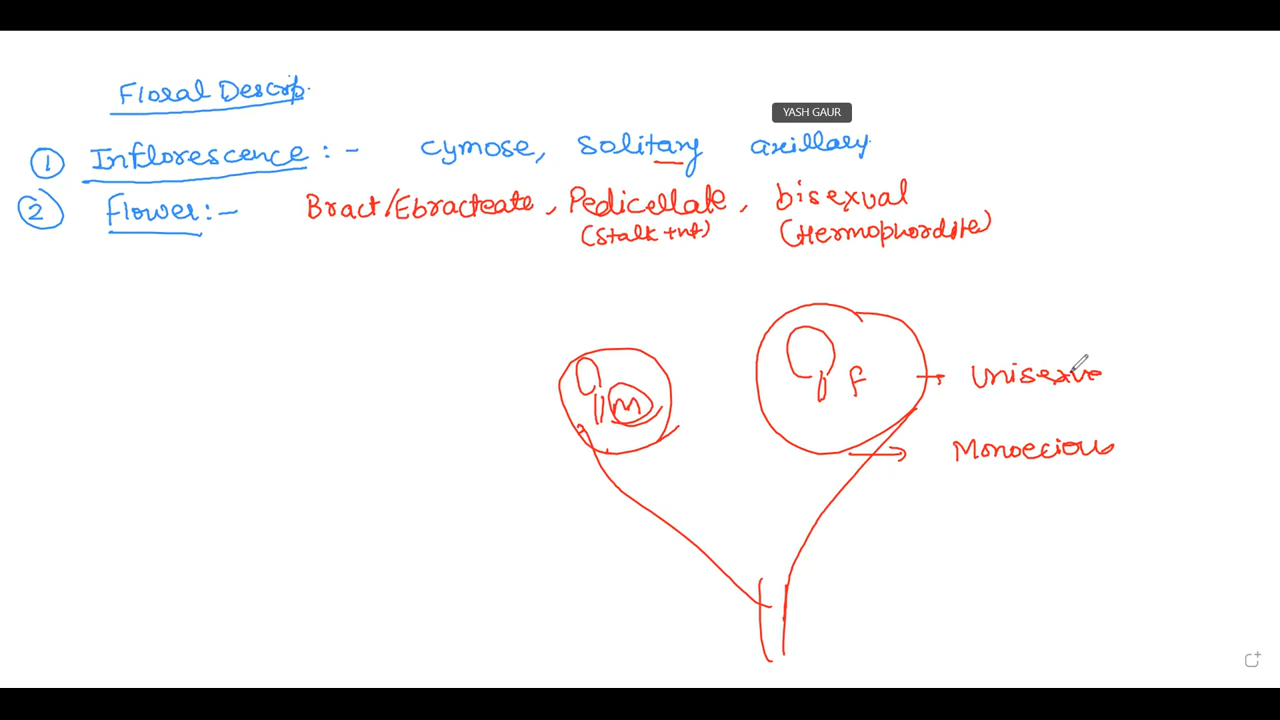 Floral Descrip.
YASH GAUR
① Inflorescence :- cymose, solitary axillary.
② Flower :- Bract/Ebracteate, Pedicellate, bisexual
(Stalk +nt) (Hermophordite)
M
f
Unisexue
Monoecious